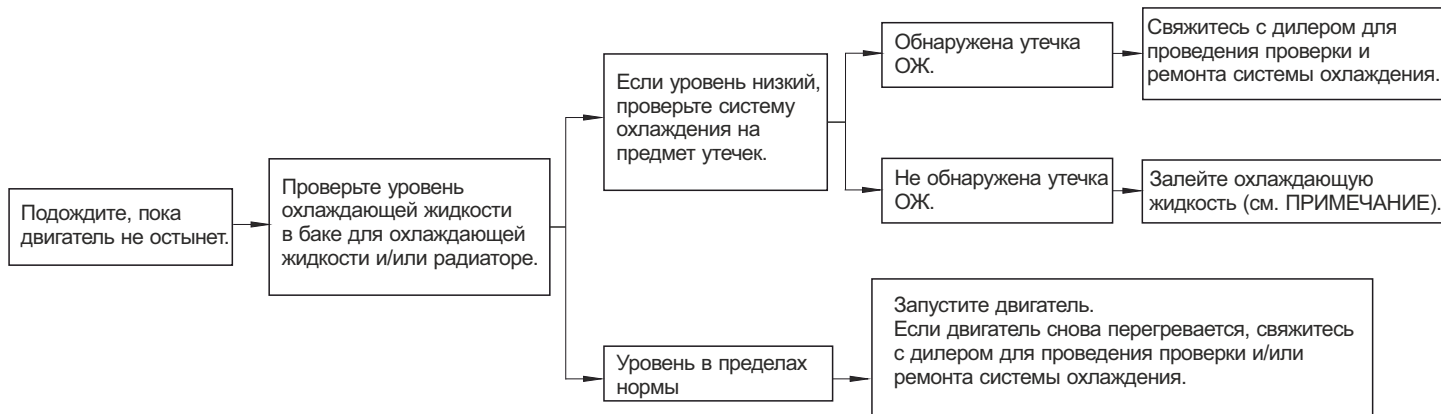 Подождите, пока
двигатель не остынет.
Проверьте уровень
охлаждающей жидкости
в баке для охлаждающей
жидкости и/или радиаторе.
Если уровень низкий,
проверьте систему
охлаждения на
предмет утечек.
Обнаружена утечка
ОЖ.
Свяжитесь с дилером для
проведения проверки и
ремонта системы охлаждения.
Не обнаружена утечка
ОЖ.
Залейте охлаждающую
жидкость (см. ПРИМЕЧАНИЕ).
Уровень в пределах
нормы
Запустите двигатель.
Если двигатель снова перегревается, свяжитесь
с дилером для проведения проверки и/или
ремонта системы охлаждения.